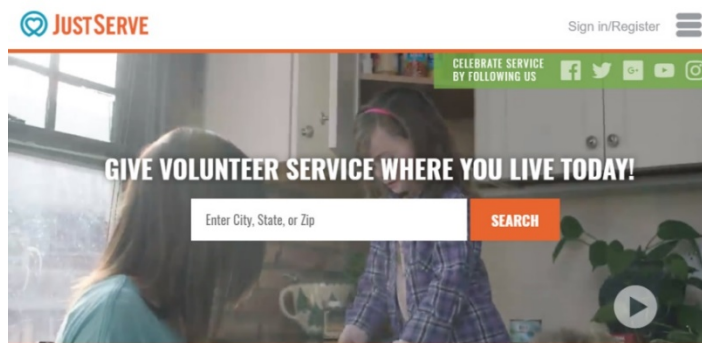 JUSTSERVE
Sign in/Register
CELEBRATE SERVICE
BY FOLLOWING US
G+
GIVE VOLUNTEER SERVICE WHERE YOU LIVE TODAY!
Enter City, State, or Zip
SEARCH